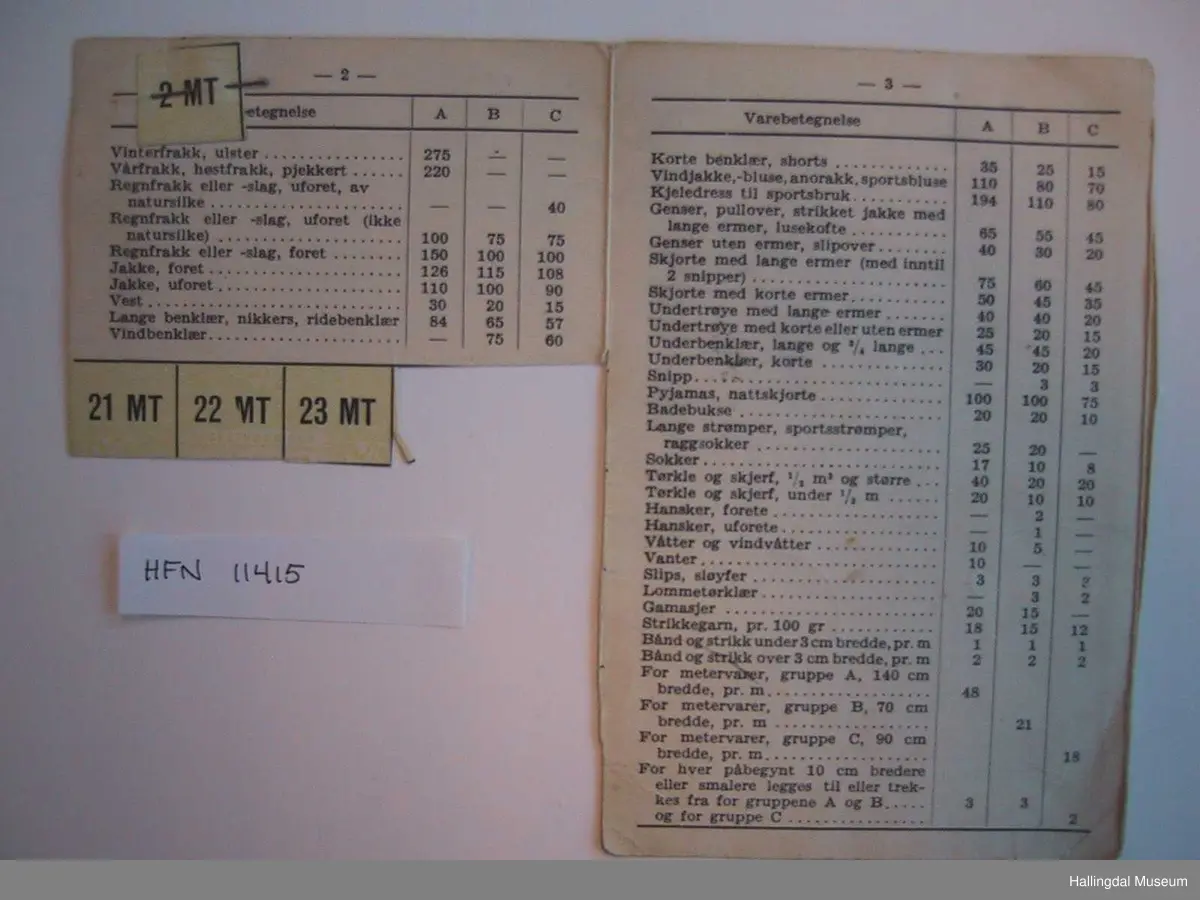 — 2 —
2 MT
etegnelse A B C
Vinterfrakk, ulster ................ 275 — —
Vårfrakk, høstfrakk, pjekkert ...... 220 — —
Regnfrakk eller -slag, uforet, av
natursilke ..................... — — 40
Regnfrakk eller -slag, uforet (ikke
natursilke) .................... 100 75 75
Regnfrakk eller -slag, foret ......... 150 100 100
Jakke, foret ........................ 126 115 108
Jakke, uforet ....................... 110 100 90
Vest ................................ 30 20 15
Lange benklær, nikkers, ridebenklær 84 65 57
Vindbenklær......................... — 75 60
21 MT 22 MT 23 MT
HFN 11415
— 3 —
Varebetegnelse A B C
Korte benklær, shorts .............. 35 25 15
Vindjakke,-bluse, anorakk, sportsbluse 110 80 70
Kjeledress til sportsbruk............ 194 110 80
Genser, pullover, strikket jakke med
lange ermer, lusekofte ........... 65 55 45
Genser uten ermer, slipover......... 40 30 20
Skjorte med lange ermer (med inntil
2 snipper) ...................... 75 60 45
Skjorte med korte ermer............ 50 45 35
Undertrøye med lange ermer ....... 40 40 20
Undertrøye med korte eller uten ermer 25 20 15
Underbenklær, lange og ³/₄ lange ... 45 45 20
Underbenklær, korte ............... 30 20 15
Snipp............................... — 3 3
Pyjamas, nattskjorte ................ 100 100 75
Badebukse .......................... 20 20 10
Lange strømper, sportsstrømper,
raggsokker ...................... 25 20 —
Sokker.............................. 17 10 8
Tørkle og skjerf, ¹/₂ m² og større ... 40 20 20
Tørkle og skjerf, under ¹/₂ m ...... 20 10 10
Hansker, forete ..................... — 2 —
Hansker, uforete .................... — 1 —
Våtter og vindvåtter ................ 10 5 —
Vanter .............................. 10 — —
Slips, sløyfer ........................ 3 3 2
Lommetørklær....................... — 3 2
Gamasjer ........................... 20 15 —
Strikkegarn, pr. 100 gr ............. 18 15 12
Bånd og strikk under 3 cm bredde, pr. m 1 1 1
Bånd og strikk over 3 cm bredde, pr. m 2 2 2
For metervarer, gruppe A, 140 cm
bredde, pr. m.................... 48
For metervarer, gruppe B, 70 cm
bredde, pr. m ................... 21
For metervarer, gruppe C, 90 cm
bredde, pr. m.................... 18
For hver påbegynt 10 cm bredere
eller smalere legges til eller trek-
kes fra for gruppene A og B..... 3 3
og for gruppe C ................. 2
Hallingdal Museum